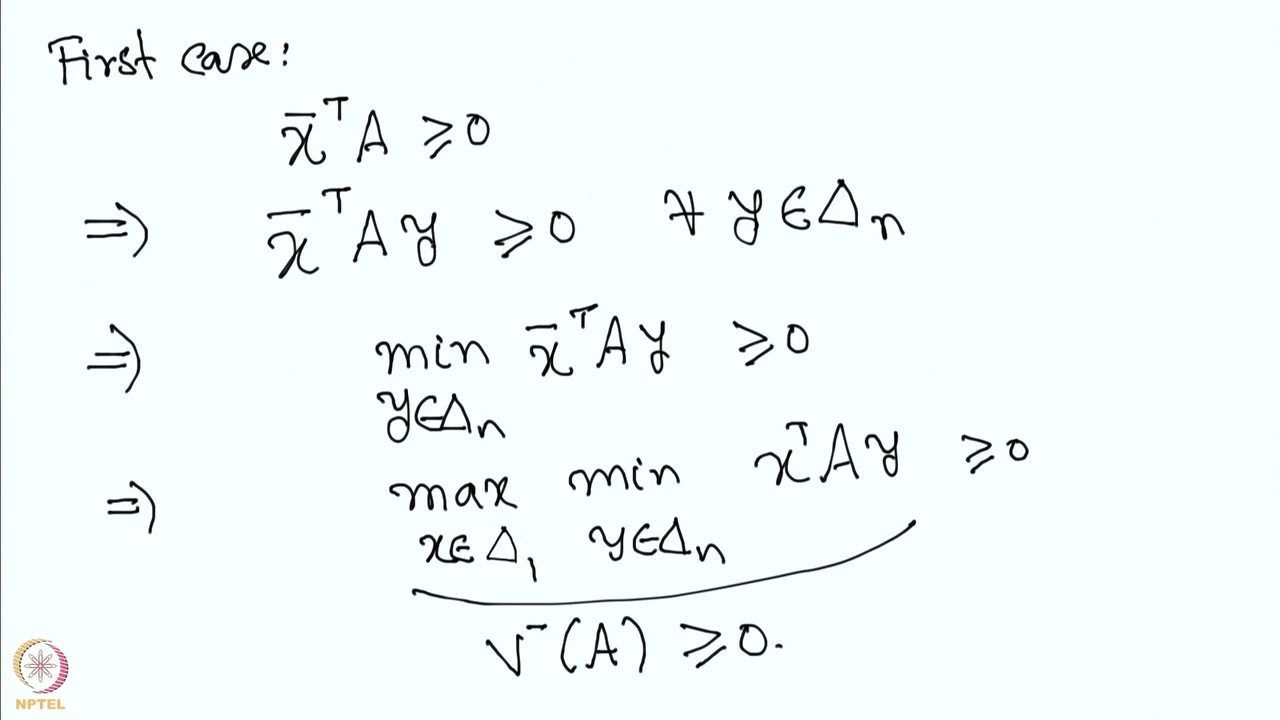 First case:
x̄ᵀA ⩾ 0
⇒ x̄ᵀAy ⩾ 0 ∀ y ∈ Δₙ
⇒ min x̄ᵀAy ⩾ 0
y∈Δₙ
⇒ max min xᵀAy ⩾ 0
x∈Δ₁ y∈Δₙ
V⁻(A) ⩾ 0.
NPTEL